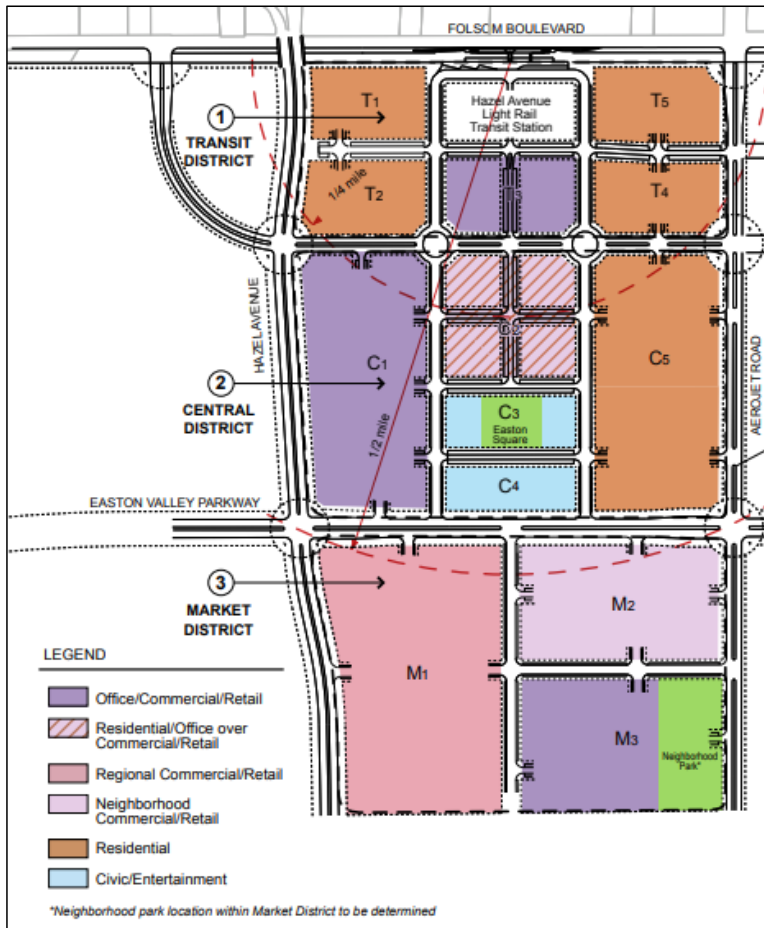 FOLSOM BOULEVARD
T1
Hazel Avenue
Light Rail
Transit Station
T5
1
TRANSIT
DISTRICT
1/4 mile
T2
T3
T4
HAZEL AVENUE
C2
C1
C5
2
CENTRAL
DISTRICT
AEROJET ROAD
C3
Easton
Square
1/2 mile
C4
EASTON VALLEY PARKWAY
3
MARKET
DISTRICT
M2
M1
M3
Neighborhood
"Park"
LEGEND
Office/Commercial/Retail
Residential/Office over
Commercial/Retail
Regional Commercial/Retail
Neighborhood
Commercial/Retail
Residential
Civic/Entertainment
*Neighborhood park location within Market District to be determined